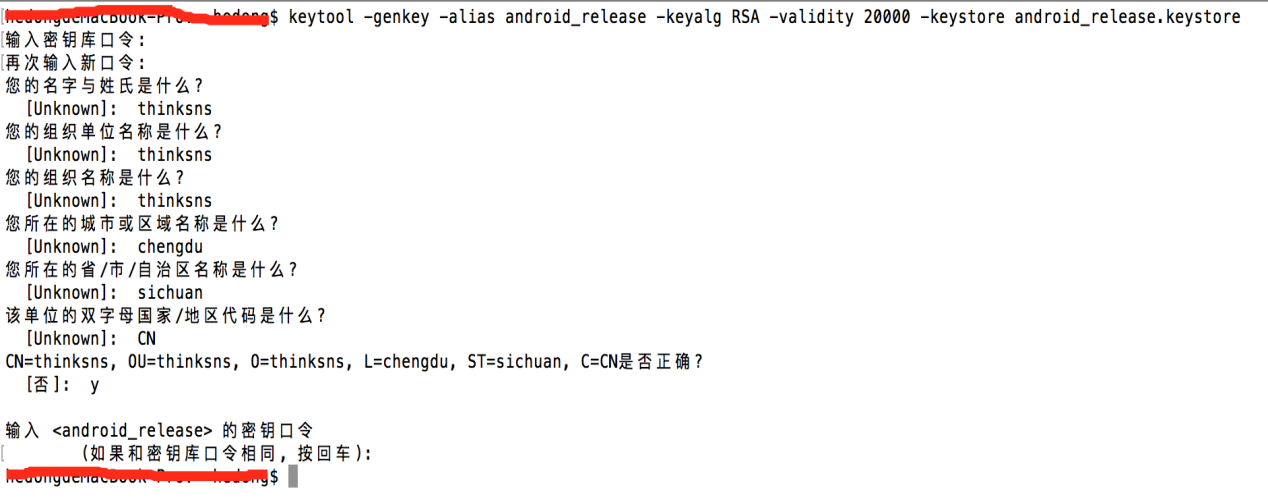 $ keytool -genkey -alias android_release -keyalg RSA -validity 20000 -keystore android_release.keystore
[输入密钥库口令:
[再次输入新口令:
您的名字与姓氏是什么?
[Unknown]: thinksns
您的组织单位名称是什么?
[Unknown]: thinksns
您的组织名称是什么?
[Unknown]: thinksns
您所在的城市或区域名称是什么?
[Unknown]: chengdu
您所在的省/市/自治区名称是什么?
[Unknown]: sichuan
该单位的双字母国家/地区代码是什么?
[Unknown]: CN
CN=thinksns, OU=thinksns, O=thinksns, L=chengdu, ST=sichuan, C=CN是否正确?
[否]: y
输入 <android_release> 的密钥口令
[ (如果和密钥库口令相同, 按回车):
$